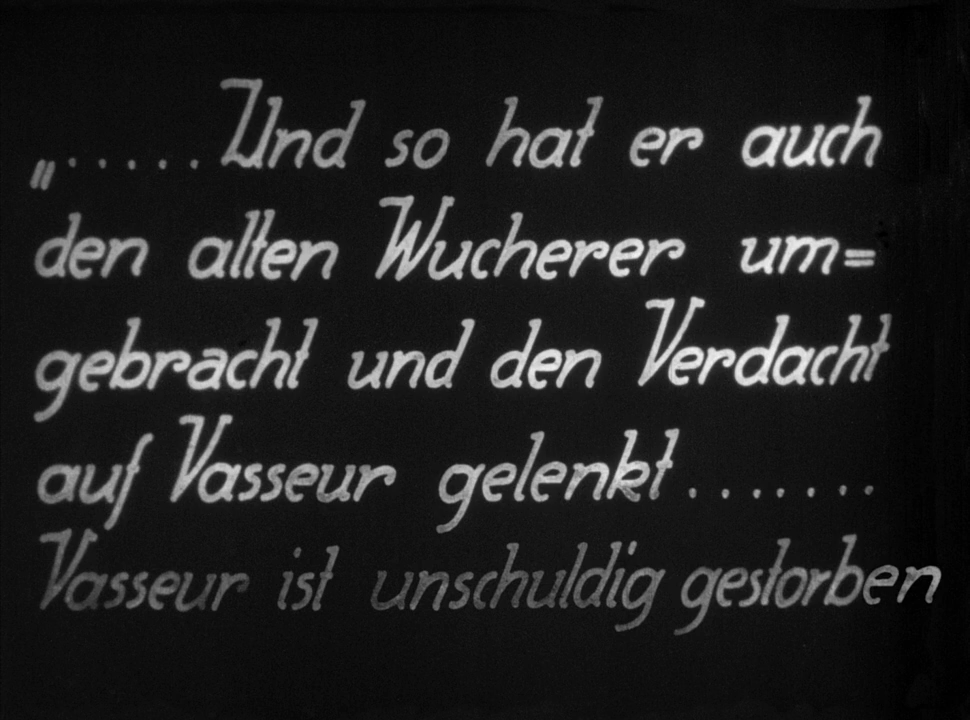 „......Und so hat er auch
den alten Wucherer um=
gebracht und den Verdacht
auf Vasseur gelenkt.......
Vasseur ist unschuldig gestorben